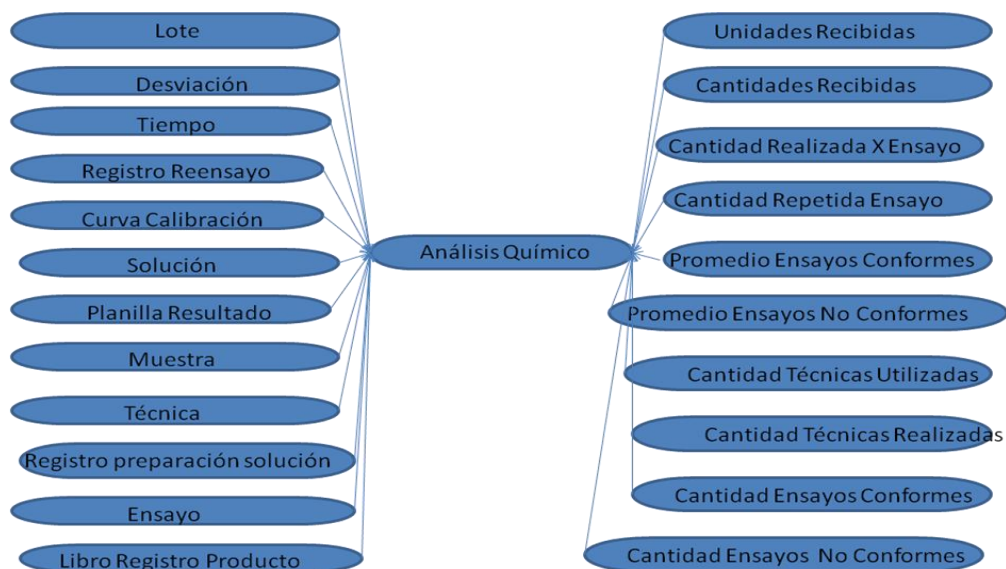 Lote
Desviación
Tiempo
Registro Reensayo
Curva Calibración
Solución
Planilla Resultado
Muestra
Técnica
Registro preparación solución
Ensayo
Libro Registro Producto
Análisis Químico
Unidades Recibidas
Cantidades Recibidas
Cantidad Realizada X Ensayo
Cantidad Repetida Ensayo
Promedio Ensayos Conformes
Promedio Ensayos No Conformes
Cantidad Técnicas Utilizadas
Cantidad Técnicas Realizadas
Cantidad Ensayos Conformes
Cantidad Ensayos No Conformes